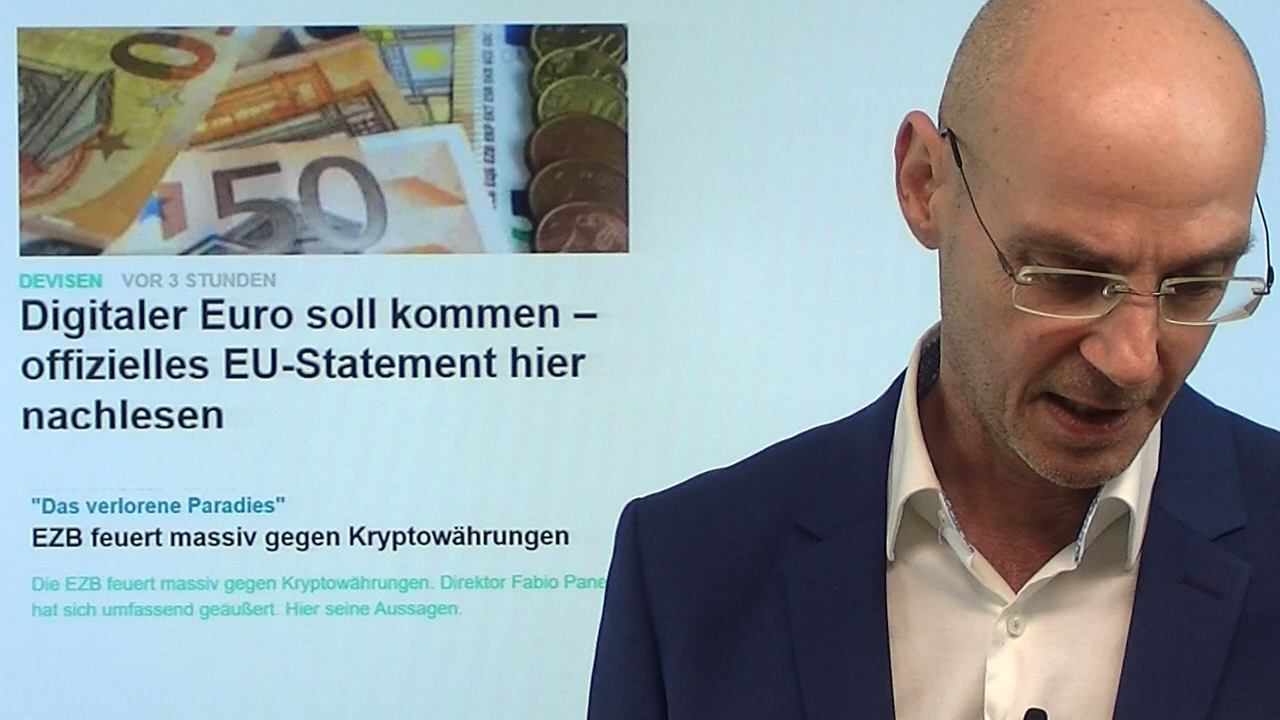 50
DEVISEN VOR 3 STUNDEN
Digitaler Euro soll kommen –
offizielles EU-Statement hier
nachlesen
"Das verlorene Paradies"
EZB feuert massiv gegen Kryptowährungen
Die EZB feuert massiv gegen Kryptowährungen. Direktor Fabio Pane
hat sich umfassend geäußert. Hier seine Aussagen.